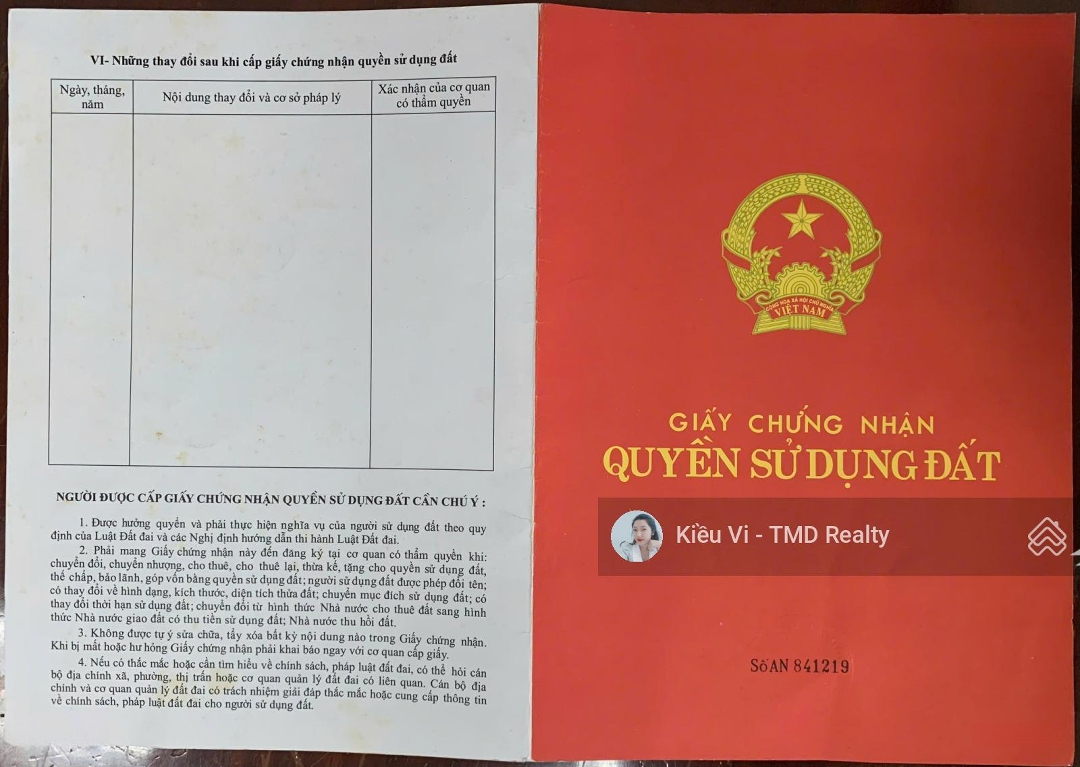 VI- Những thay đổi sau khi cấp giấy chứng nhận quyền sử dụng đất
Ngày, tháng, năm
Nội dung thay đổi và cơ sở pháp lý
Xác nhận của cơ quan có thẩm quyền
NGƯỜI ĐƯỢC CẤP GIẤY CHỨNG NHẬN QUYỀN SỬ DỤNG ĐẤT CẦN CHÚ Ý :
1. Được hưởng quyền và phải thực hiện nghĩa vụ của người sử dụng đất theo quy
định của Luật Đất đai và các Nghị định hướng dẫn thi hành Luật Đất đai.
2. Phải mang Giấy chứng nhận này đến đăng ký tại cơ quan có thẩm quyền khi:
chuyển đổi, chuyển nhượng, cho thuê, cho thuê lại, thừa kế, tặng cho quyền sử dụng đất,
thế chấp, bảo lãnh, góp vốn bằng quyền sử dụng đất; người sử dụng đất được phép đổi tên;
có thay đổi về hình dạng, kích thước, diện tích thửa đất; chuyển mục đích sử dụng đất; có
thay đổi thời hạn sử dụng đất; chuyển đổi từ hình thức Nhà nước cho thuê đất sang hình
thức Nhà nước giao đất có thu tiền sử dụng đất; Nhà nước thu hồi đất.
3. Không được tự ý sửa chữa, tẩy xóa bất kỳ nội dung nào trong Giấy chứng nhận.
Khi bị mất hoặc hư hỏng Giấy chứng nhận phải khai báo ngay với cơ quan cấp giấy.
4. Nếu có thắc mắc hoặc cần tìm hiểu về chính sách, pháp luật đất đai, có thể hỏi cán
bộ địa chính xã, phường, thị trấn hoặc cơ quan quản lý đất đai có liên quan. Cán bộ địa
chính và cơ quan quản lý đất đai có trách nhiệm giải đáp thắc mắc hoặc cung cấp thông tin
về chính sách, pháp luật đất đai cho người sử dụng đất.
CỘNG HÒA XÃ HỘI CHỦ NGHĨA
VIỆT NAM
GIẤY CHỨNG NHẬN
QUYỀN SỬ DỤNG ĐẤT
Kiều Vi - TMD Realty
Số AN 841219